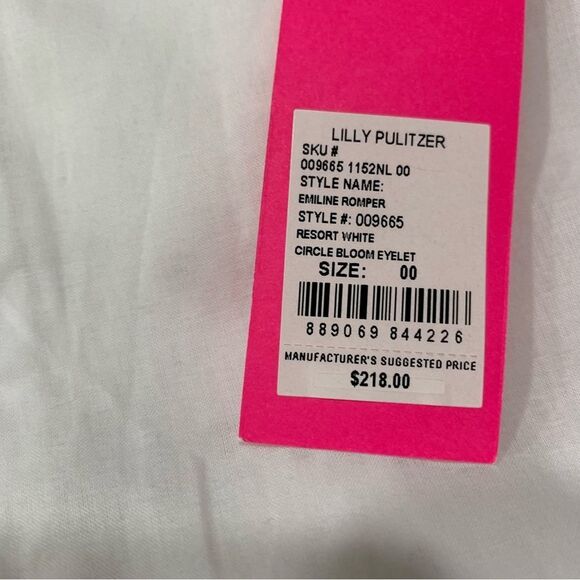 LILLY PULITZER
SKU #
009665 1152NL 00
STYLE NAME:
EMILINE ROMPER
STYLE #: 009665
RESORT WHITE
CIRCLE BLOOM EYELET
SIZE: 00
889069 844226
MANUFACTURER'S SUGGESTED PRICE
$218.00